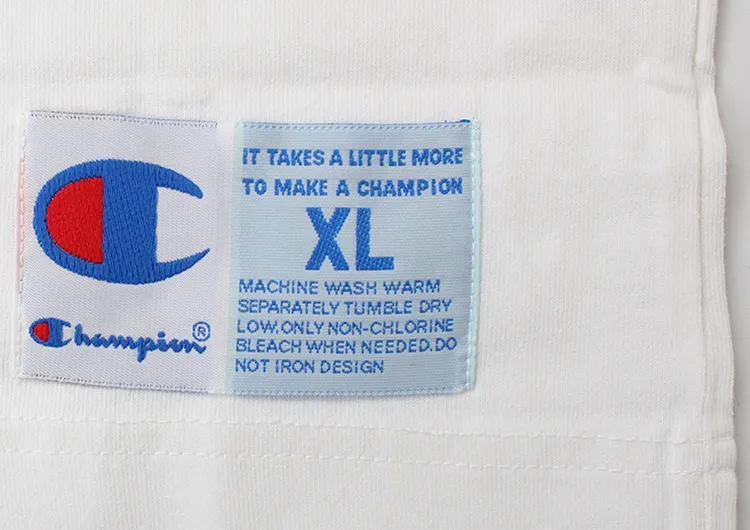 Champion®
IT TAKES A LITTLE MORE
TO MAKE A CHAMPION
XL
MACHINE WASH WARM
SEPARATELY TUMBLE DRY
LOW.ONLY NON-CHLORINE
BLEACH WHEN NEEDED.DO
NOT IRON DESIGN